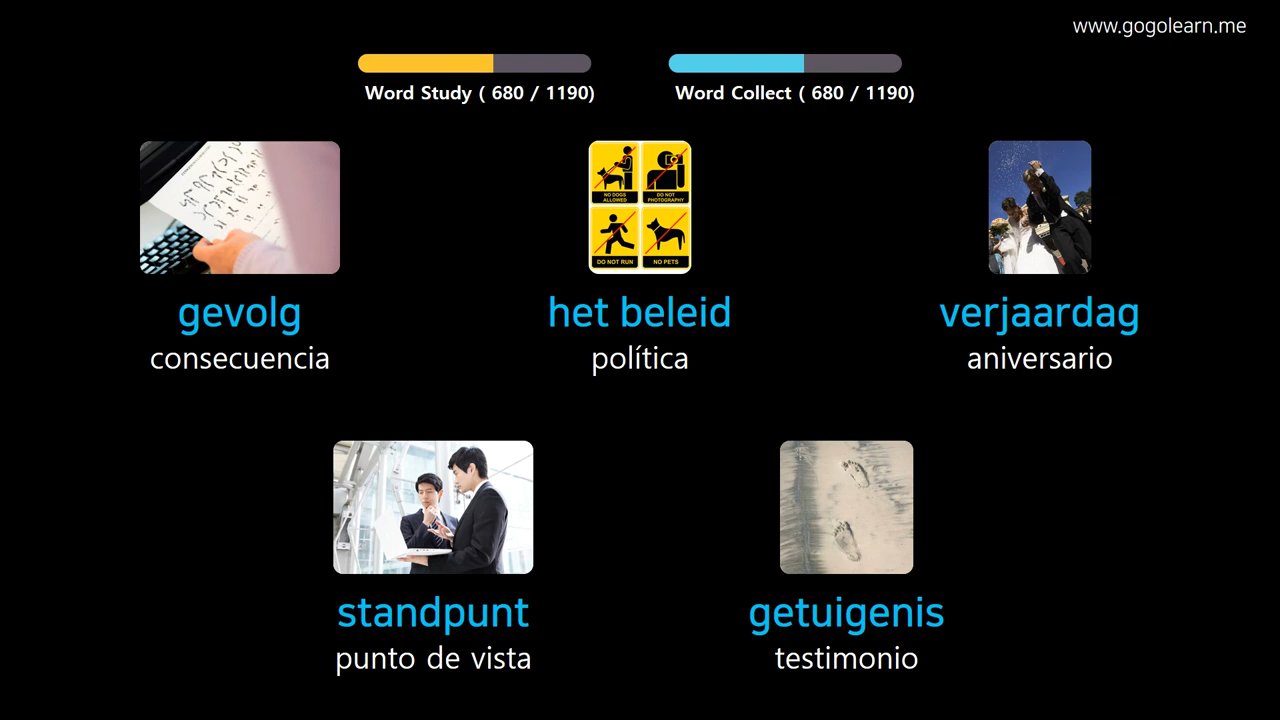 www.gogolearn.me
Word Study ( 680 / 1190)
Word Collect ( 680 / 1190)
NO DOGS
ALLOWED
DO NOT
PHOTOGRAPHY
DO NOT RUN
NO PETS
gevolg
het beleid
verjaardag
consecuencia
política
aniversario
standpunt
getuigenis
punto de vista
testimonio